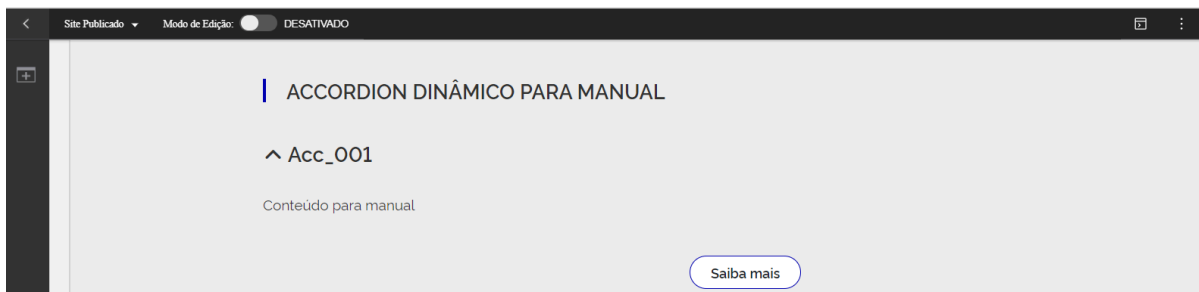 Site Publicado Modo de Edição: DESATIVADO
ACCORDION DINÂMICO PARA MANUAL
Acc_001
Conteúdo para manual
Saiba mais